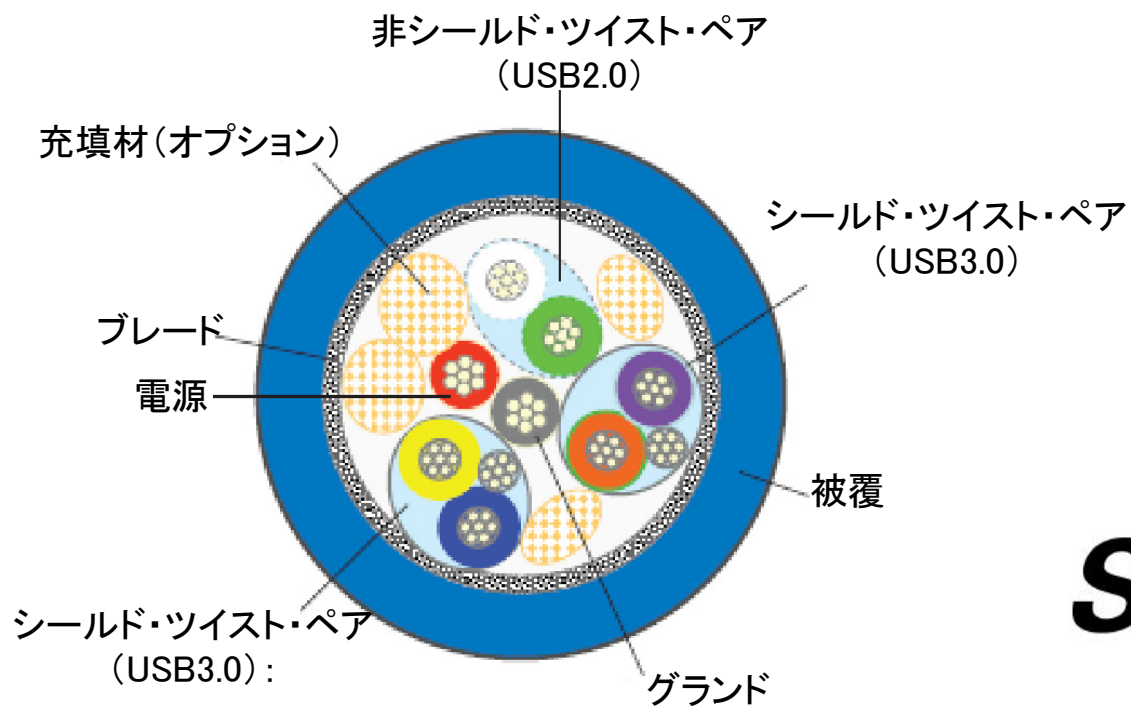 非シールド・ツイスト・ペア
（USB2.0）
充填材（オプション）
シールド・ツイスト・ペア
（USB3.0）
ブレード
電源
被覆
S
シールド・ツイスト・ペア
（USB3.0）:
グランド